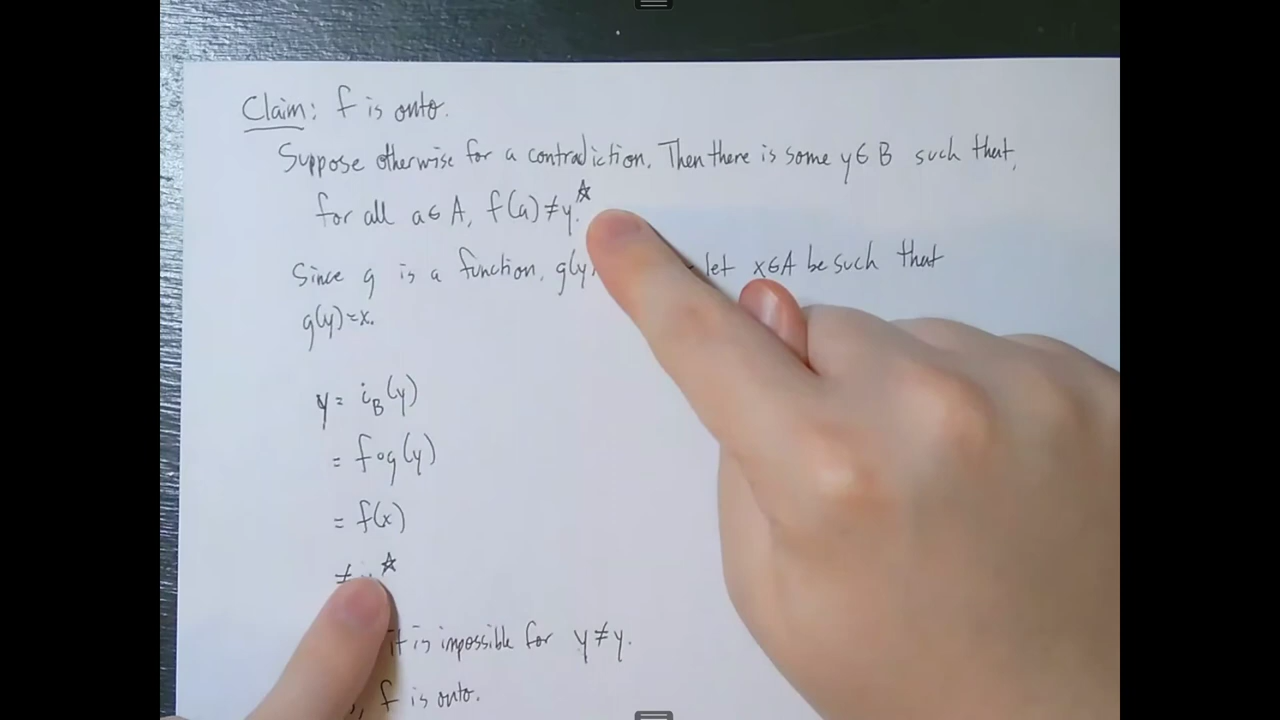 Claim: f is onto.
Suppose otherwise for a contradiction. Then there is some y∈B such that,
for all a∈A, f(a)≠y.☆
Since g is a function, g(y) let x∈A be such that
g(y)=x.
y = i_B(y)
= f∘g(y)
= f(x)
≠ ☆
it is impossible for y≠y.
f is onto.